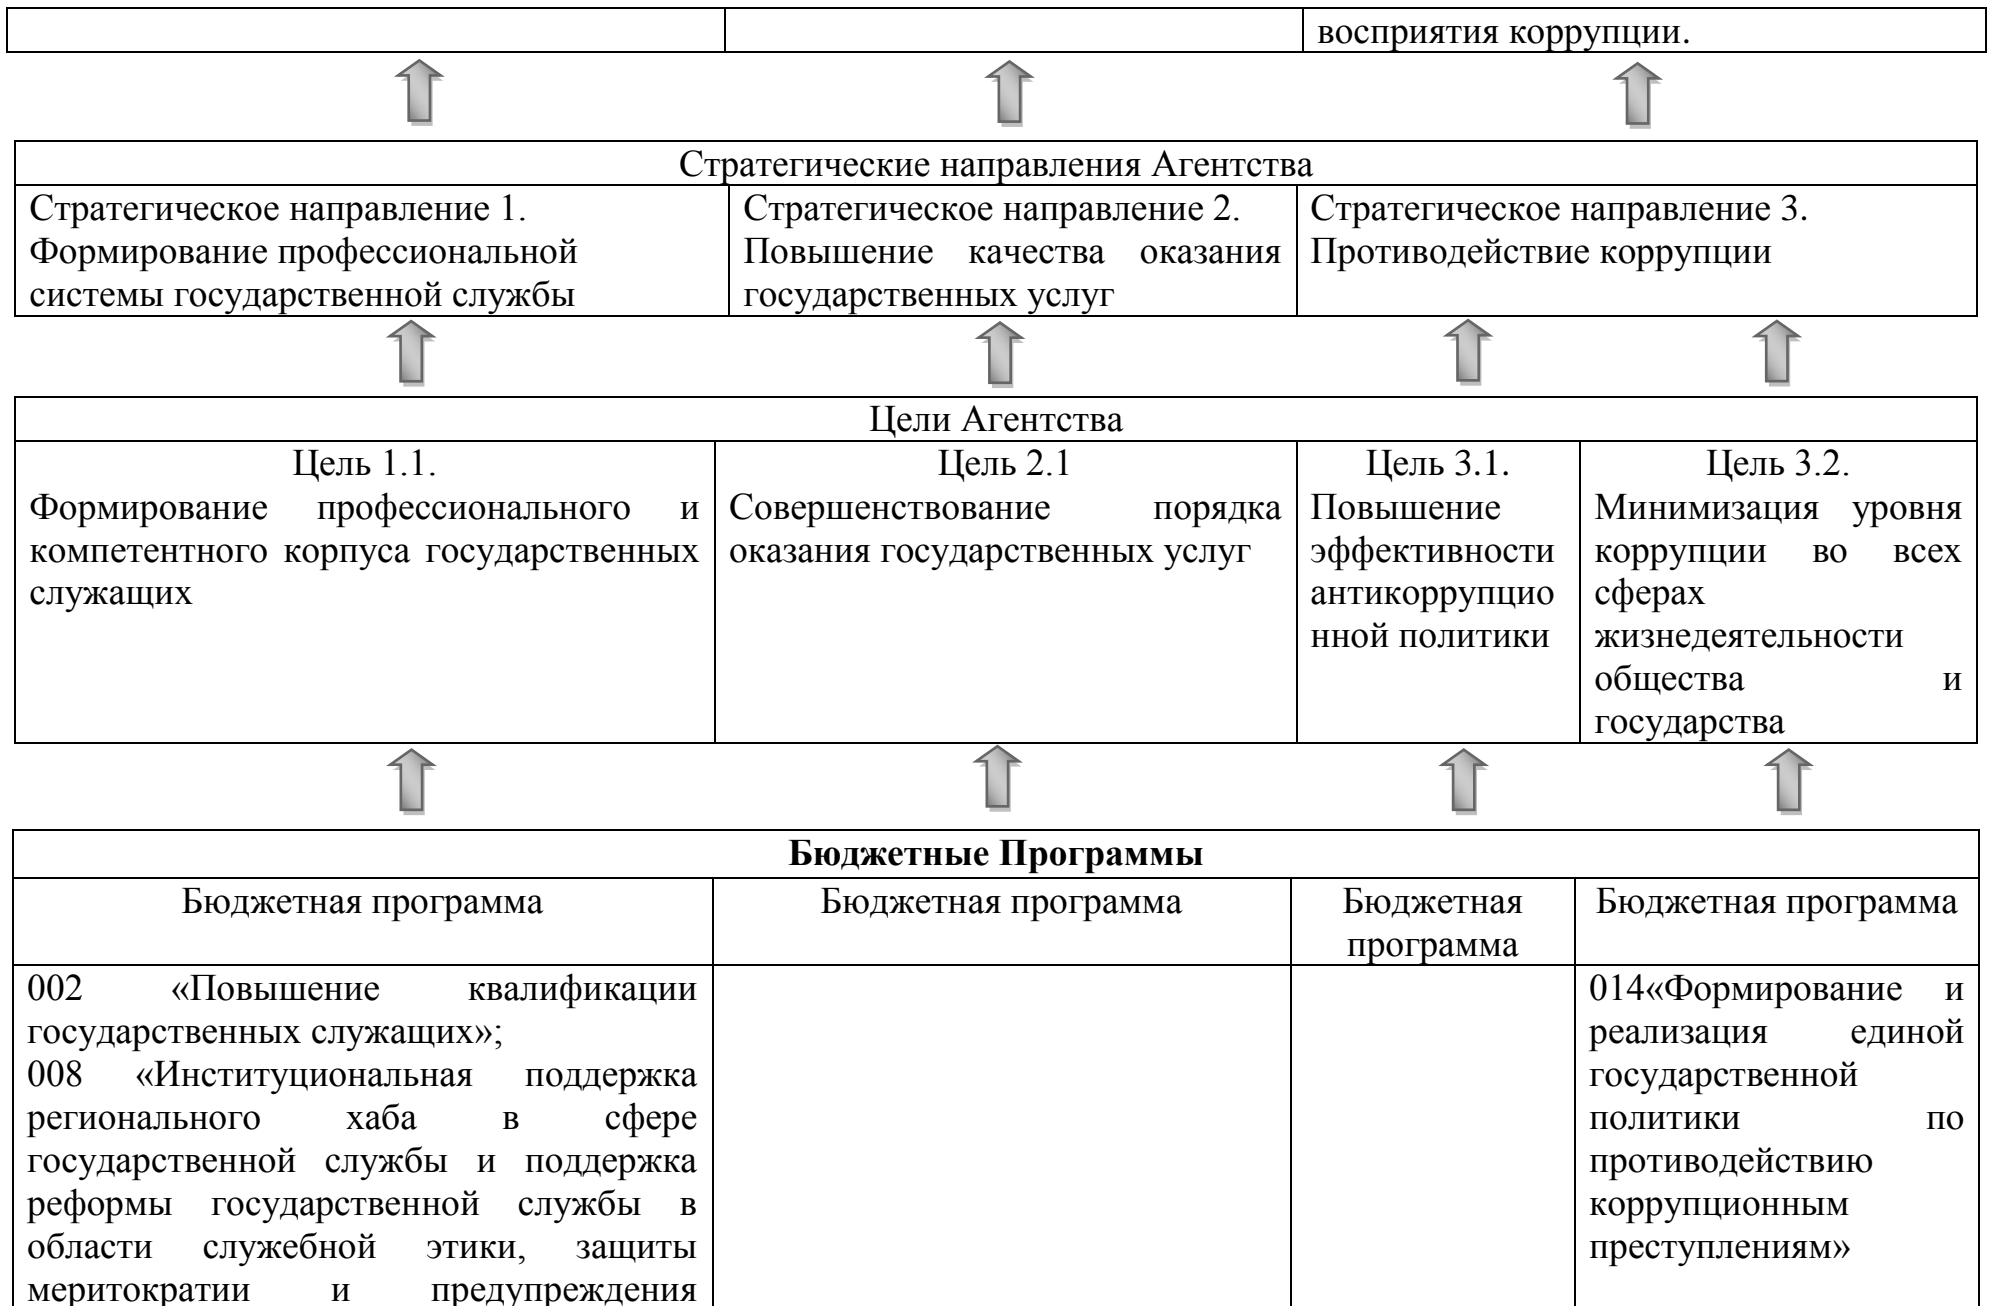 восприятия коррупции.
Стратегические направления Агентства
Стратегическое направление 1.
Формирование профессиональной
системы государственной службы
Стратегическое направление 2.
Повышение качества оказания
государственных услуг
Стратегическое направление 3.
Противодействие коррупции
Цели Агентства
Цель 1.1.
Формирование профессионального и
компетентного корпуса государственных
служащих
Цель 2.1
Совершенствование порядка
оказания государственных услуг
Цель 3.1.
Повышение
эффективности
антикоррупцио
нной политики
Цель 3.2.
Минимизация уровня
коррупции во всех
сферах
жизнедеятельности
общества и
государства
Бюджетные Программы
Бюджетная программа
Бюджетная программа
Бюджетная
программа
Бюджетная программа
002 «Повышение квалификации
государственных служащих»;
008 «Институциональная поддержка
регионального хаба в сфере
государственной службы и поддержка
реформы государственной службы в
области служебной этики, защиты
меритократии и предупреждения
014«Формирование и
реализация единой
государственной
политики по
противодействию
коррупционным
преступлениям»